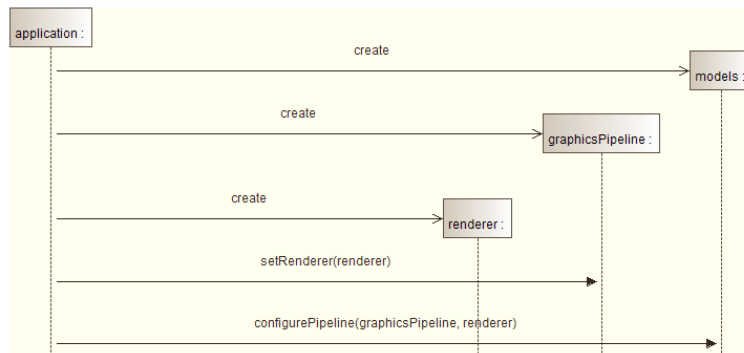 application :
create
models :
create
graphicsPipeline :
create
renderer :
setRenderer(renderer)
configurePipeline(graphicsPipeline, renderer)